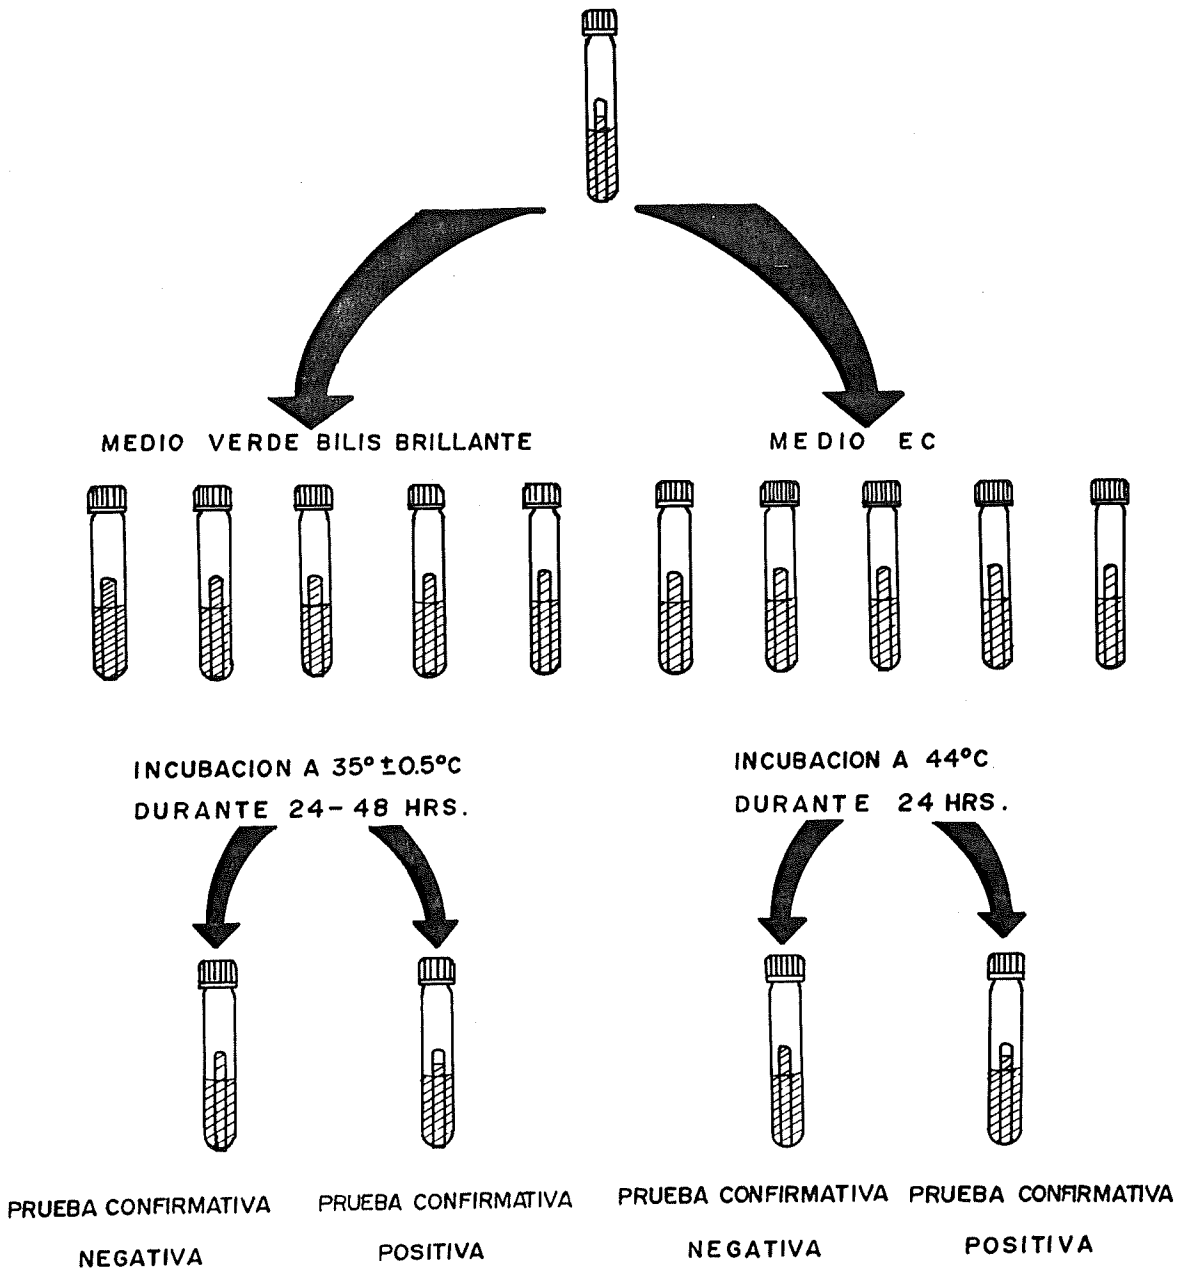 MEDIO VERDE BILIS BRILLANTE
MEDIO EC
INCUBACION A 35° ±0.5°C
DURANTE 24-48 HRS.
INCUBACION A 44°C
DURANTE 24 HRS.
PRUEBA CONFIRMATIVA
NEGATIVA
PRUEBA CONFIRMATIVA
POSITIVA
PRUEBA CONFIRMATIVA
NEGATIVA
PRUEBA CONFIRMATIVA
POSITIVA